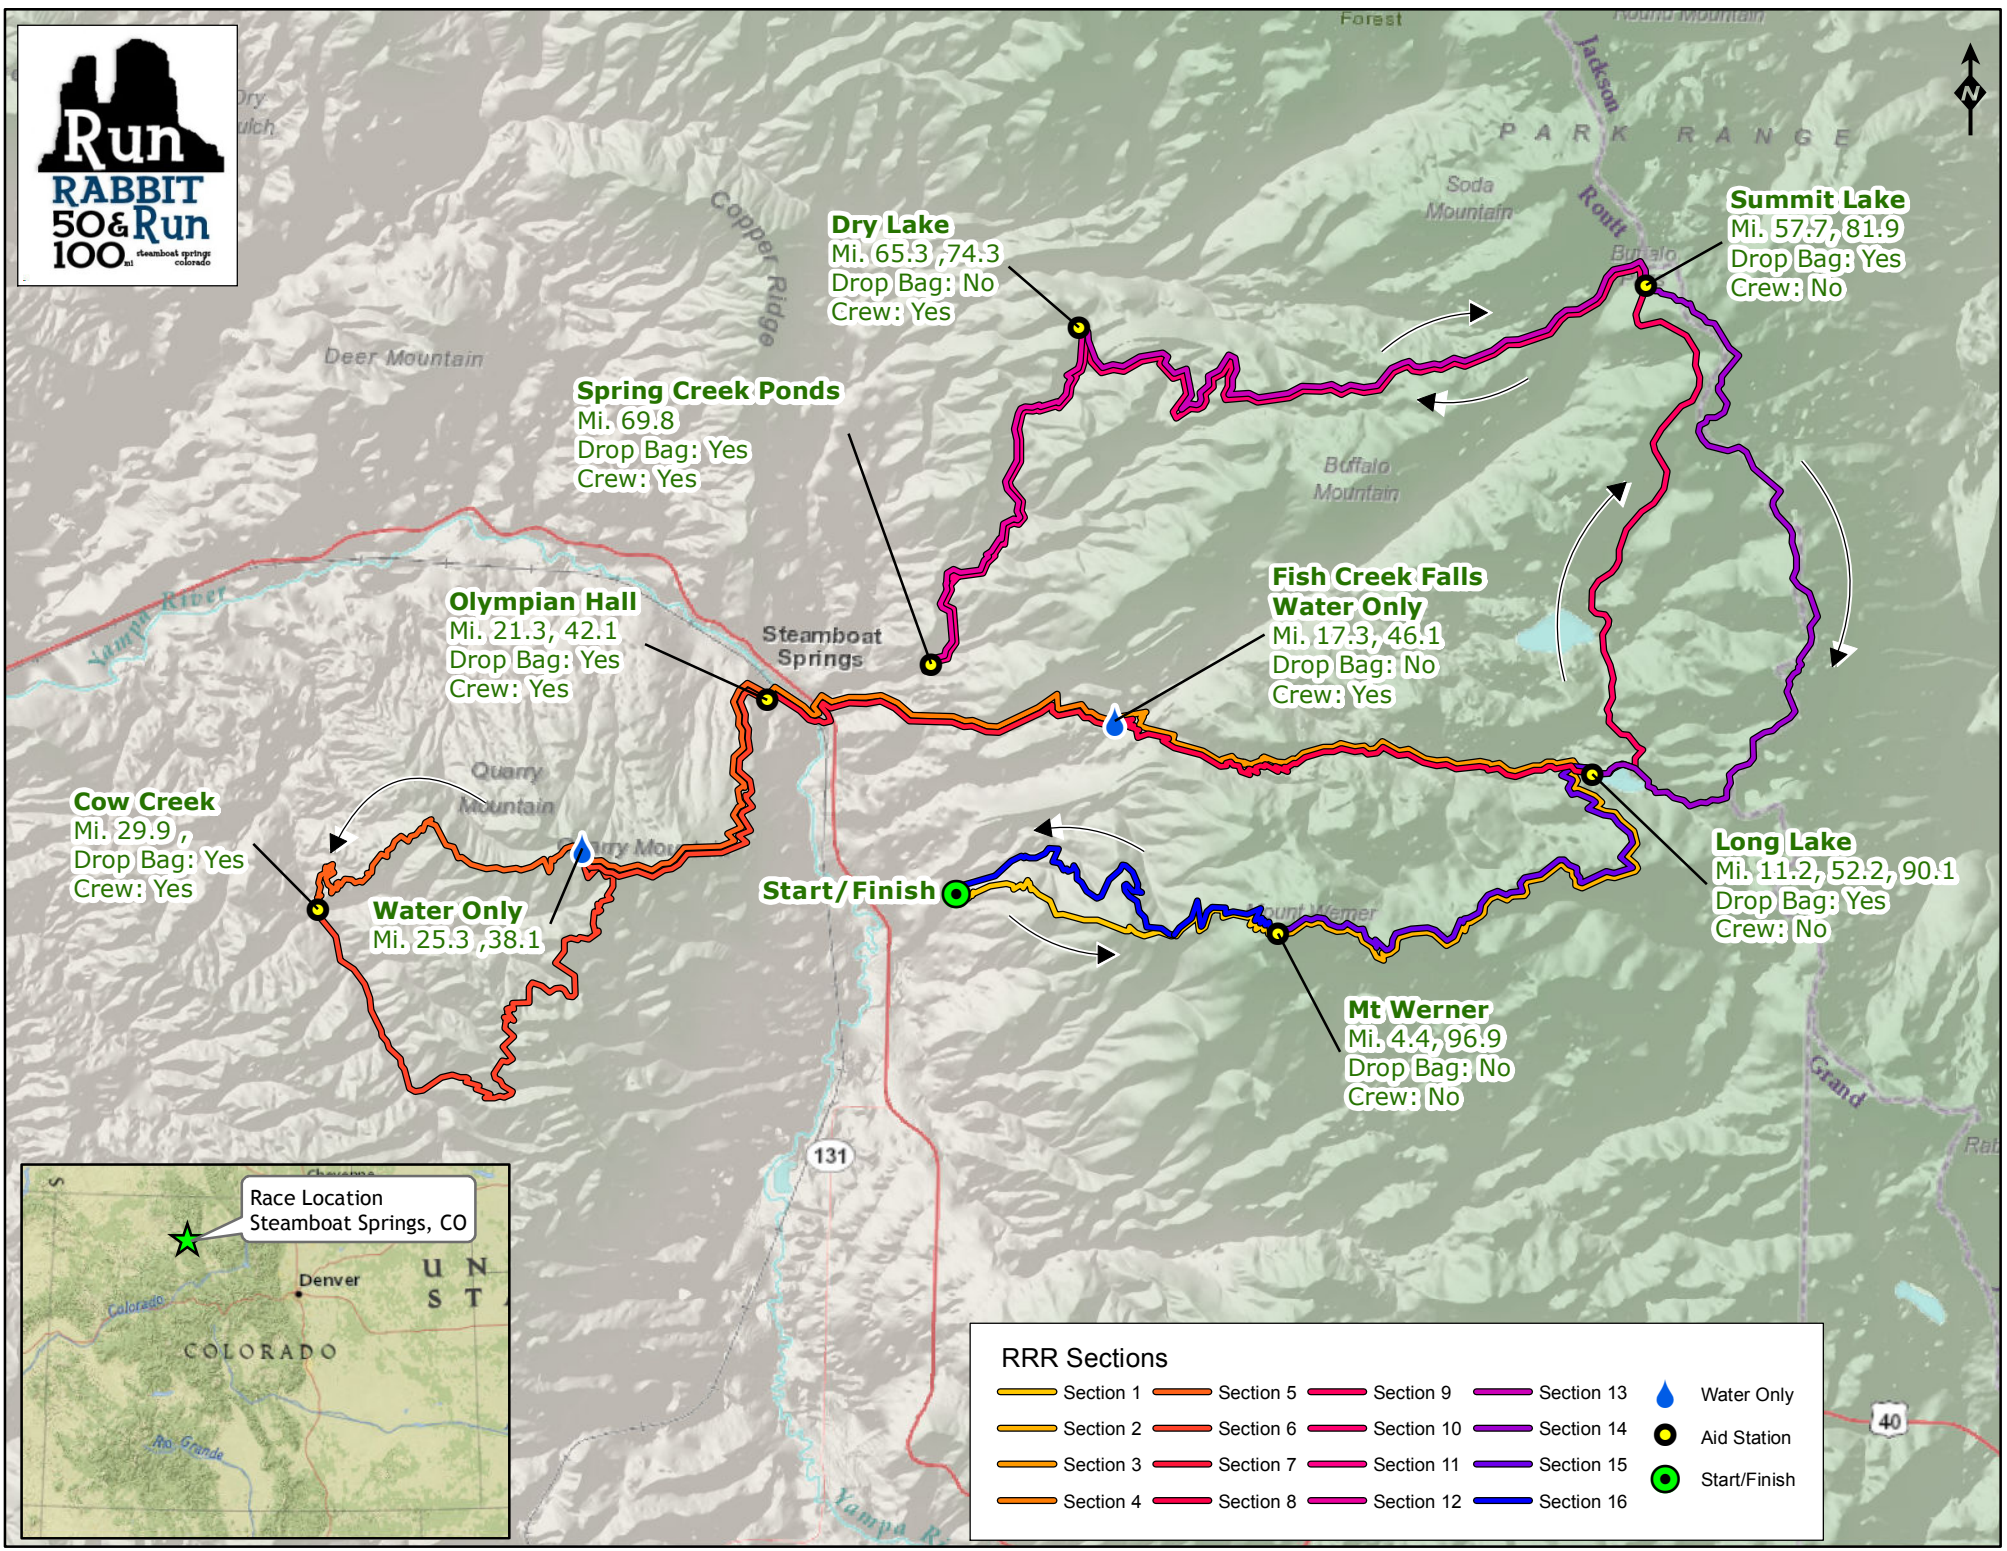 Run
RABBIT
50&Run
100mi
steamboat springs
colorado
Forest
Round Mountain
Jackson
Routt
PARK RANGE
Soda
Mountain
Buffalo
Summit Lake
Mi. 57.7, 81.9
Drop Bag: Yes
Crew: No
Dry Lake
Mi. 65.3 ,74.3
Drop Bag: No
Crew: Yes
Copper Ridge
Deer Mountain
Spring Creek Ponds
Mi. 69.8
Drop Bag: Yes
Crew: Yes
Buffalo
Mountain
Yampa River
Olympian Hall
Mi. 21.3, 42.1
Drop Bag: Yes
Crew: Yes
Steamboat
Springs
Fish Creek Falls
Water Only
Mi. 17.3, 46.1
Drop Bag: No
Crew: Yes
Quarry
Mountain
Cow Creek
Mi. 29.9 ,
Drop Bag: Yes
Crew: Yes
Water Only
Mi. 25.3 ,38.1
Start/Finish
Mount Werner
Long Lake
Mi. 11.2, 52.2, 90.1
Drop Bag: Yes
Crew: No
Mt Werner
Mi. 4.4, 96.9
Drop Bag: No
Crew: No
Grand
131
40
N
Race Location
Steamboat Springs, CO
Cheyenne
Denver
UN
ST
Colorado
COLORADO
Rio Grande
Yampa
RRR Sections
Section 1
Section 2
Section 3
Section 4
Section 5
Section 6
Section 7
Section 8
Section 9
Section 10
Section 11
Section 12
Section 13
Section 14
Section 15
Section 16
Water Only
Aid Station
Start/Finish